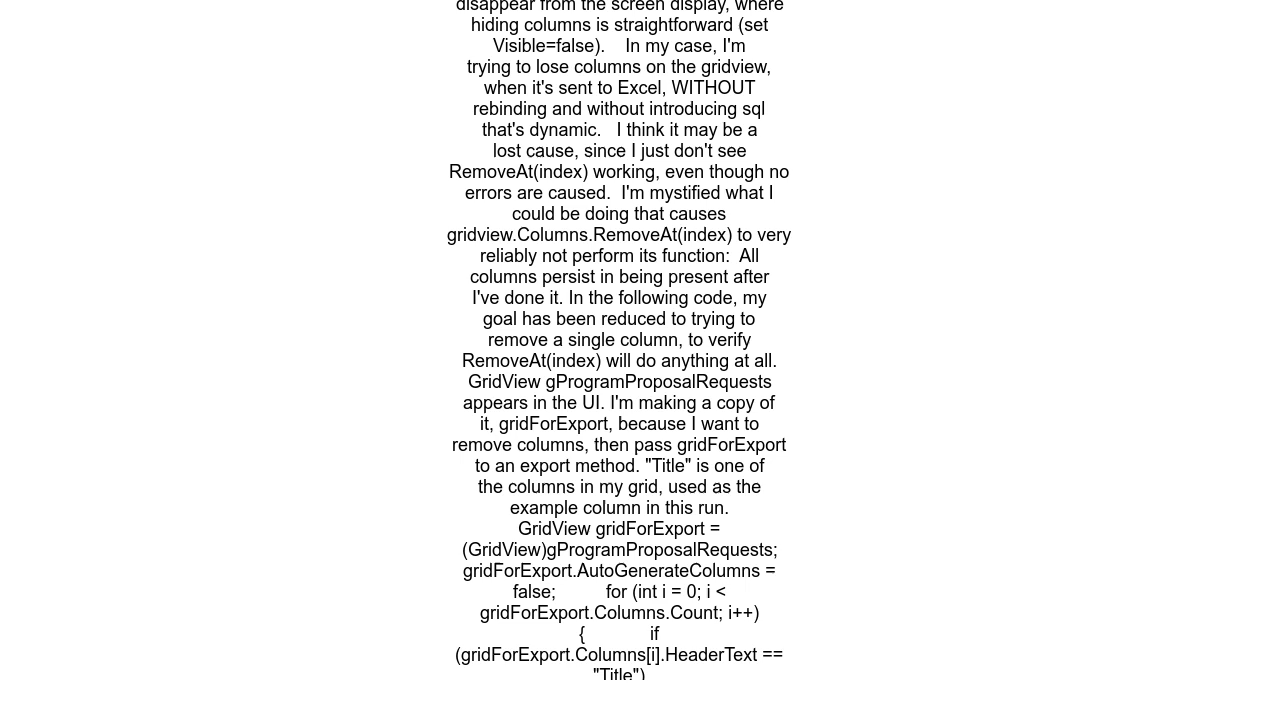 disappear from the screen display, where
hiding columns is straightforward (set
Visible=false).    In my case, I'm
trying to lose columns on the gridview,
when it's sent to Excel, WITHOUT
rebinding and without introducing sql
that's dynamic.   I think it may be a
lost cause, since I just don't see
RemoveAt(index) working, even though no
errors are caused.  I'm mystified what I
could be doing that causes
gridview.Columns.RemoveAt(index) to very
reliably not perform its function:  All
columns persist in being present after
I've done it. In the following code, my
goal has been reduced to trying to
remove a single column, to verify
RemoveAt(index) will do anything at all.
GridView gProgramProposalRequests
appears in the UI. I'm making a copy of
it, gridForExport, because I want to
remove columns, then pass gridForExport
to an export method. "Title" is one of
the columns in my grid, used as the
example column in this run.
GridView gridForExport =
(GridView)gProgramProposalRequests;
gridForExport.AutoGenerateColumns =
false;          for (int i = 0; i <
gridForExport.Columns.Count; i++)
{             if
(gridForExport.Columns[i].HeaderText ==
"Title")